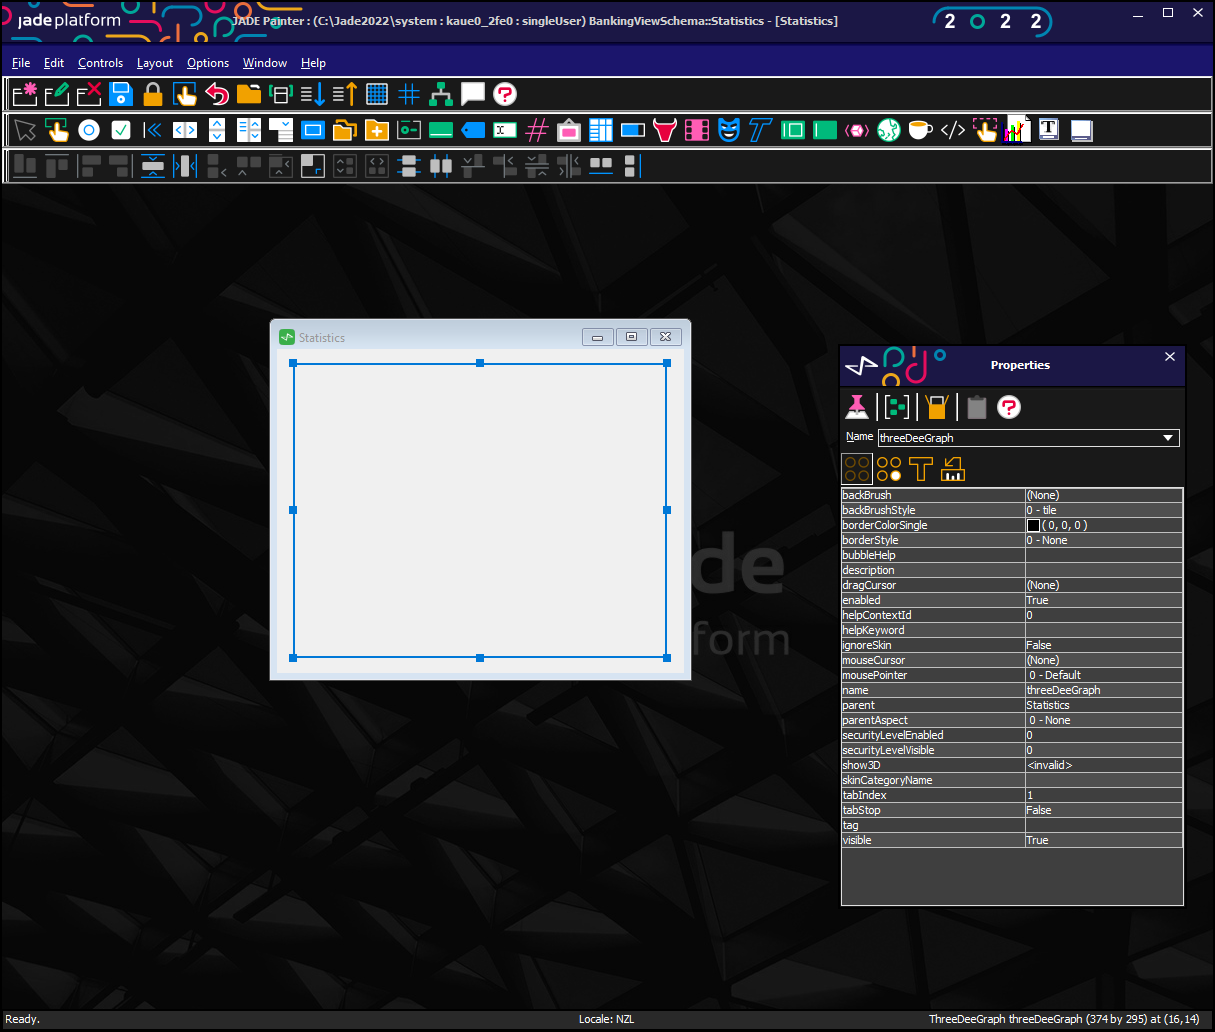 jade platform
JADE Painter : (C:\Jade2022\system : kaue0_2fe0 : singleUser) BankingViewSchema::Statistics - [Statistics]
2 0 2 2
File Edit Controls Layout Options Window Help
Statistics
de
form
Properties
Name threeDeeGraph
backBrush (None)
backBrushStyle 0 - tile
borderColorSingle ( 0, 0, 0 )
borderStyle 0 - None
bubbleHelp
description
dragCursor (None)
enabled True
helpContextId 0
helpKeyword
ignoreSkin False
mouseCursor (None)
mousePointer 0 - Default
name threeDeeGraph
parent Statistics
parentAspect 0 - None
securityLevelEnabled 0
securityLevelVisible 0
show3D <invalid>
skinCategoryName
tabIndex 1
tabStop False
tag
visible True
Ready. Locale: NZL ThreeDeeGraph threeDeeGraph (374 by 295) at (16,14)